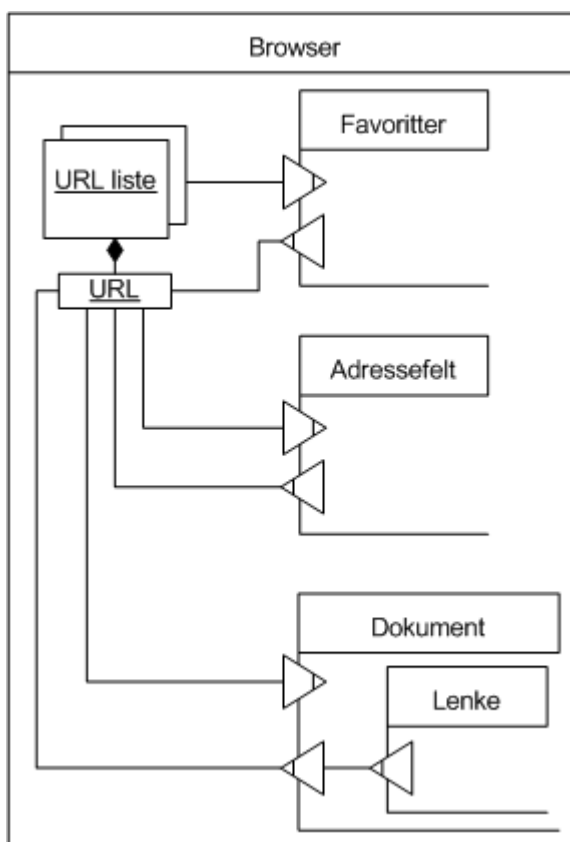 Browser
Favoritter
URL liste
URL
Adressefelt
Dokument
Lenke